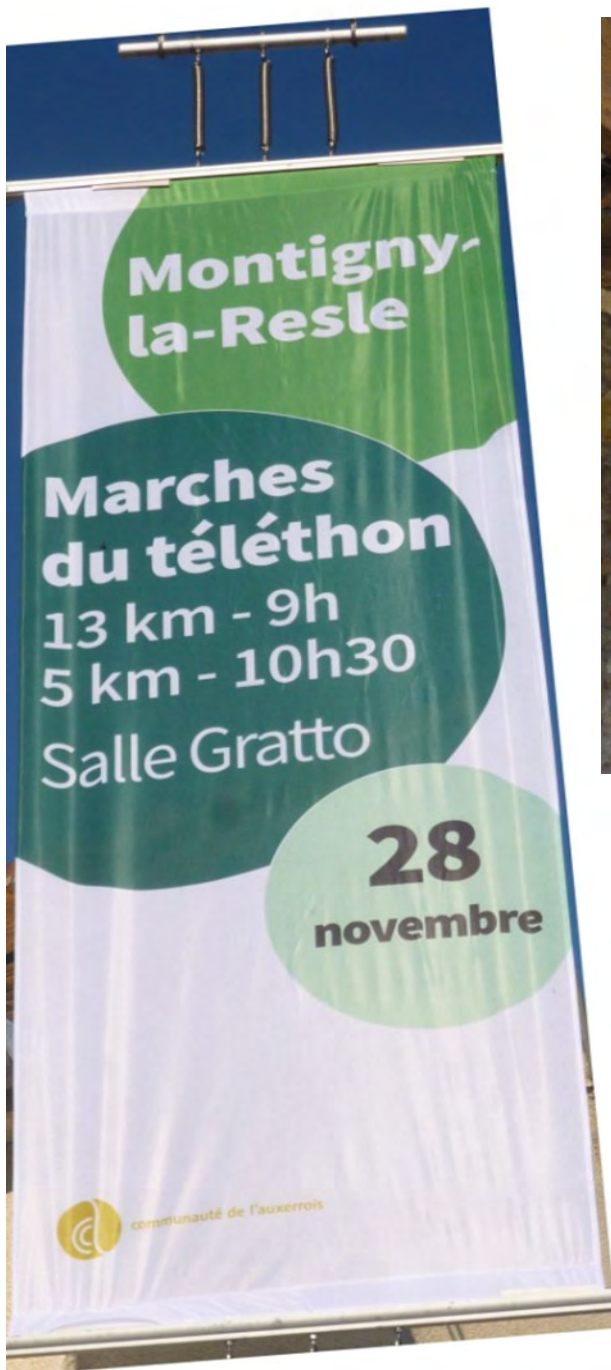 Montigny-
la-Resle
Marches
du téléthon
13 km - 9h
5 km - 10h30
Salle Gratto
28
novembre
communauté de l'auxerrois